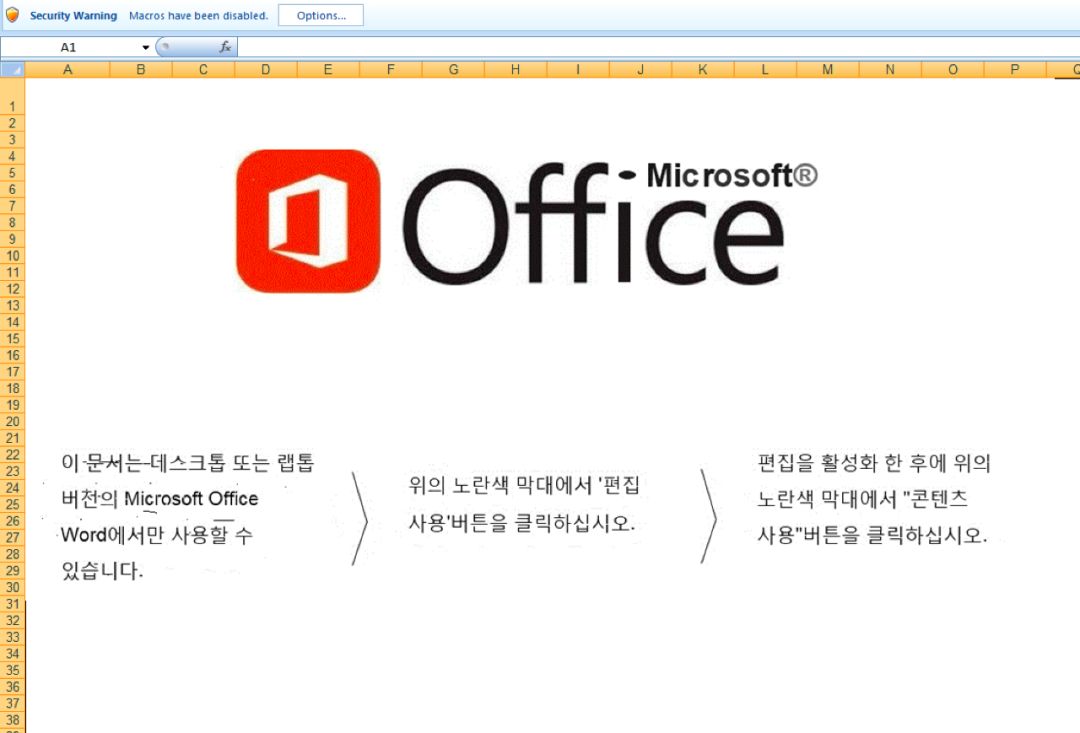 Security Warning Macros have been disabled. Options...
A1 fx
A B C D E F G H I J K L M N O P Q
1
2
3
4
5
6
7
8
9
10
11
12
13
14
15
16
17
18
19
20
21
22
23
24
25
26
27
28
29
30
31
32
33
34
35
36
37
38
Microsoft®
Office
이 문서는 데스크톱 또는 랩톱
버전의 Microsoft Office
Word에서만 사용할 수
있습니다.
위의 노란색 막대에서 '편집
사용'버튼을 클릭하십시오.
편집을 활성화 한 후에 위의
노란색 막대에서 "콘텐츠
사용"버튼을 클릭하십시오.